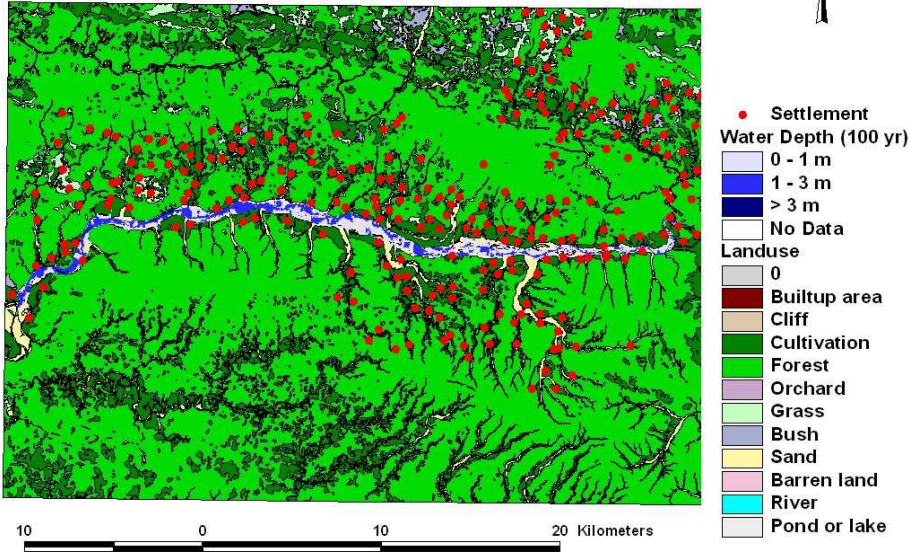 Settlement
Water Depth (100 yr)
0 - 1 m
1 - 3 m
> 3 m
No Data
Landuse
0
Builtup area
Cliff
Cultivation
Forest
Orchard
Grass
Bush
Sand
Barren land
River
Pond or lake
10 0 10 20 Kilometers